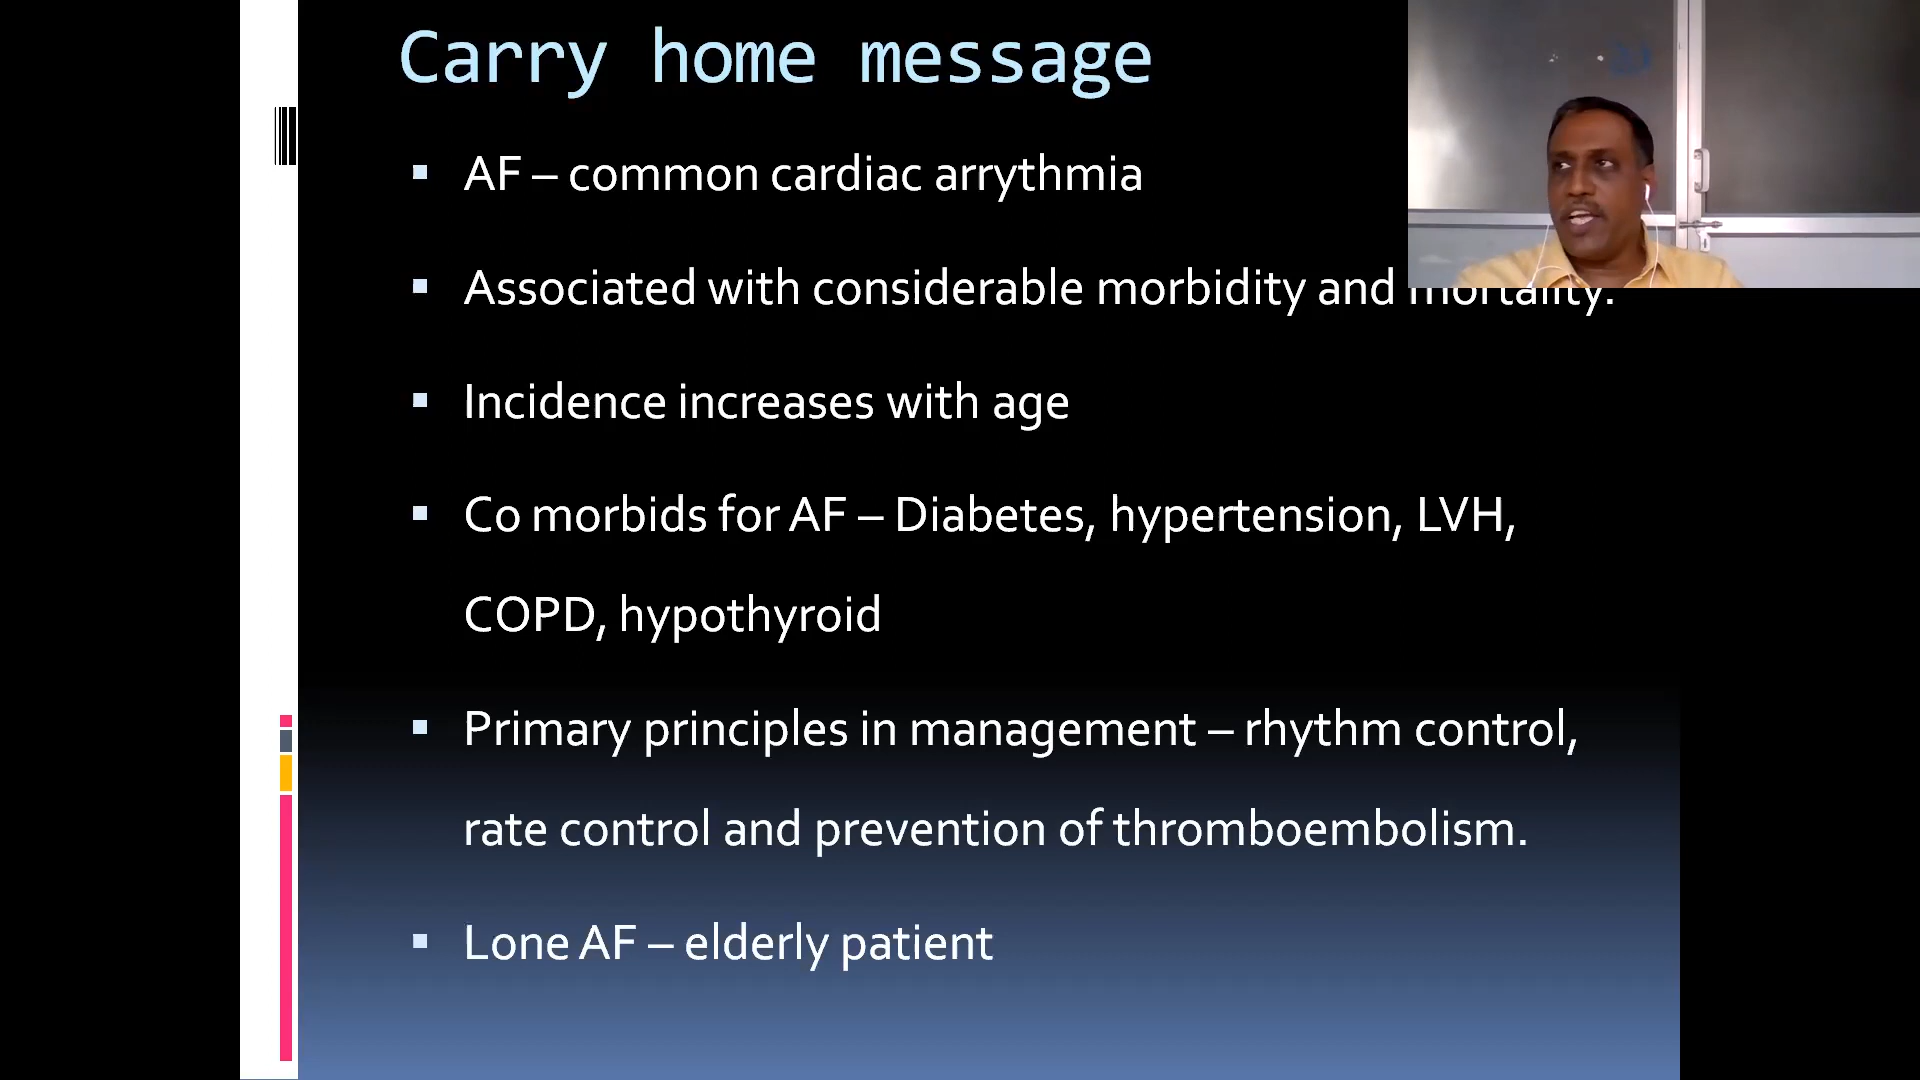 Carry home message
AF – common cardiac arrythmia
Associated with considerable morbidity and mortality.
Incidence increases with age
Co morbids for AF – Diabetes, hypertension, LVH,
COPD, hypothyroid
Primary principles in management – rhythm control,
rate control and prevention of thromboembolism.
Lone AF – elderly patient